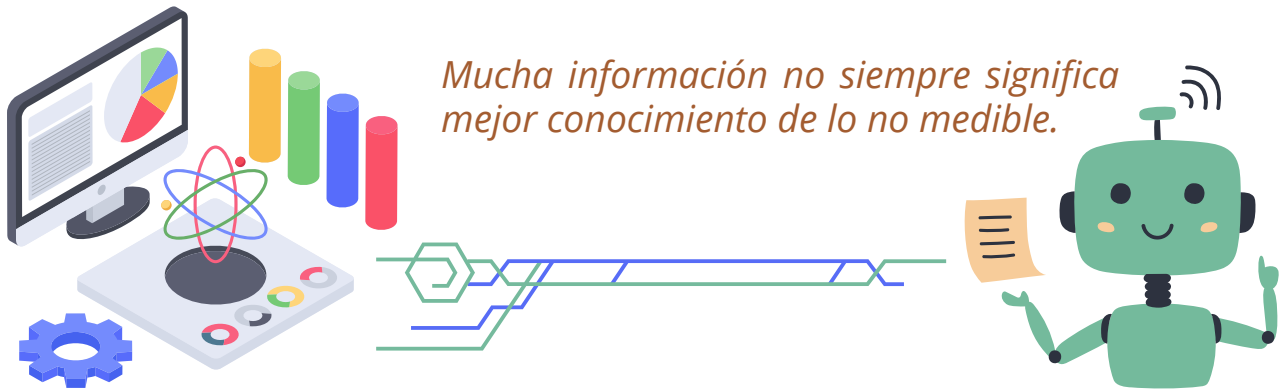 Mucha información no siempre significa
mejor conocimiento de lo no medible.